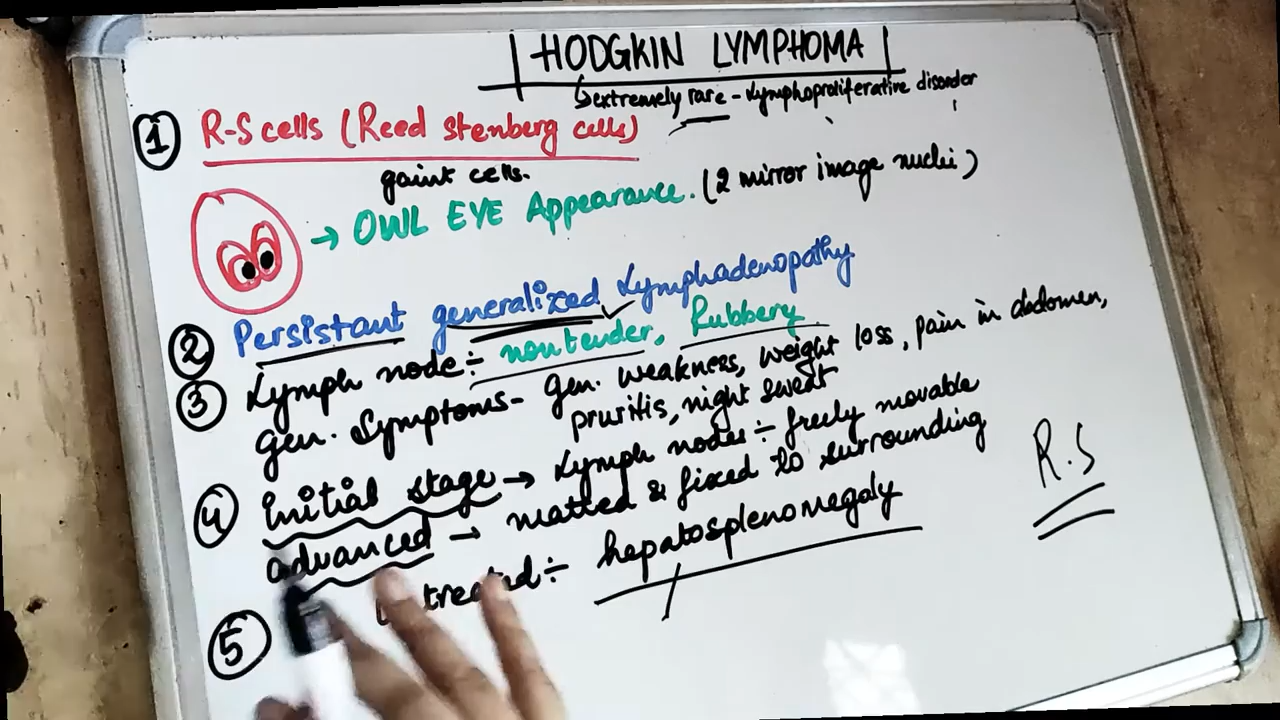 HODGKIN LYMPHOMA
extremely rare - lymphoproliferative disorder
1 R-S cells (Reed stenberg cells)
gaint cells.
→ OWL EYE Appearance. (2 mirror image nuclei)
2 Persistant generalized Lymphadenopathy
3 Lymph node ÷ non tender, Rubbery
Gen. Symptoms - Gen. weakness, weight loss, pain in abdomen,
pruritis, night sweat
4 Initial stage → Lymph nodes ÷ freely movable
advanced → matted & fixed to surrounding
treated ÷ hepatosplenomegaly
5
R.S